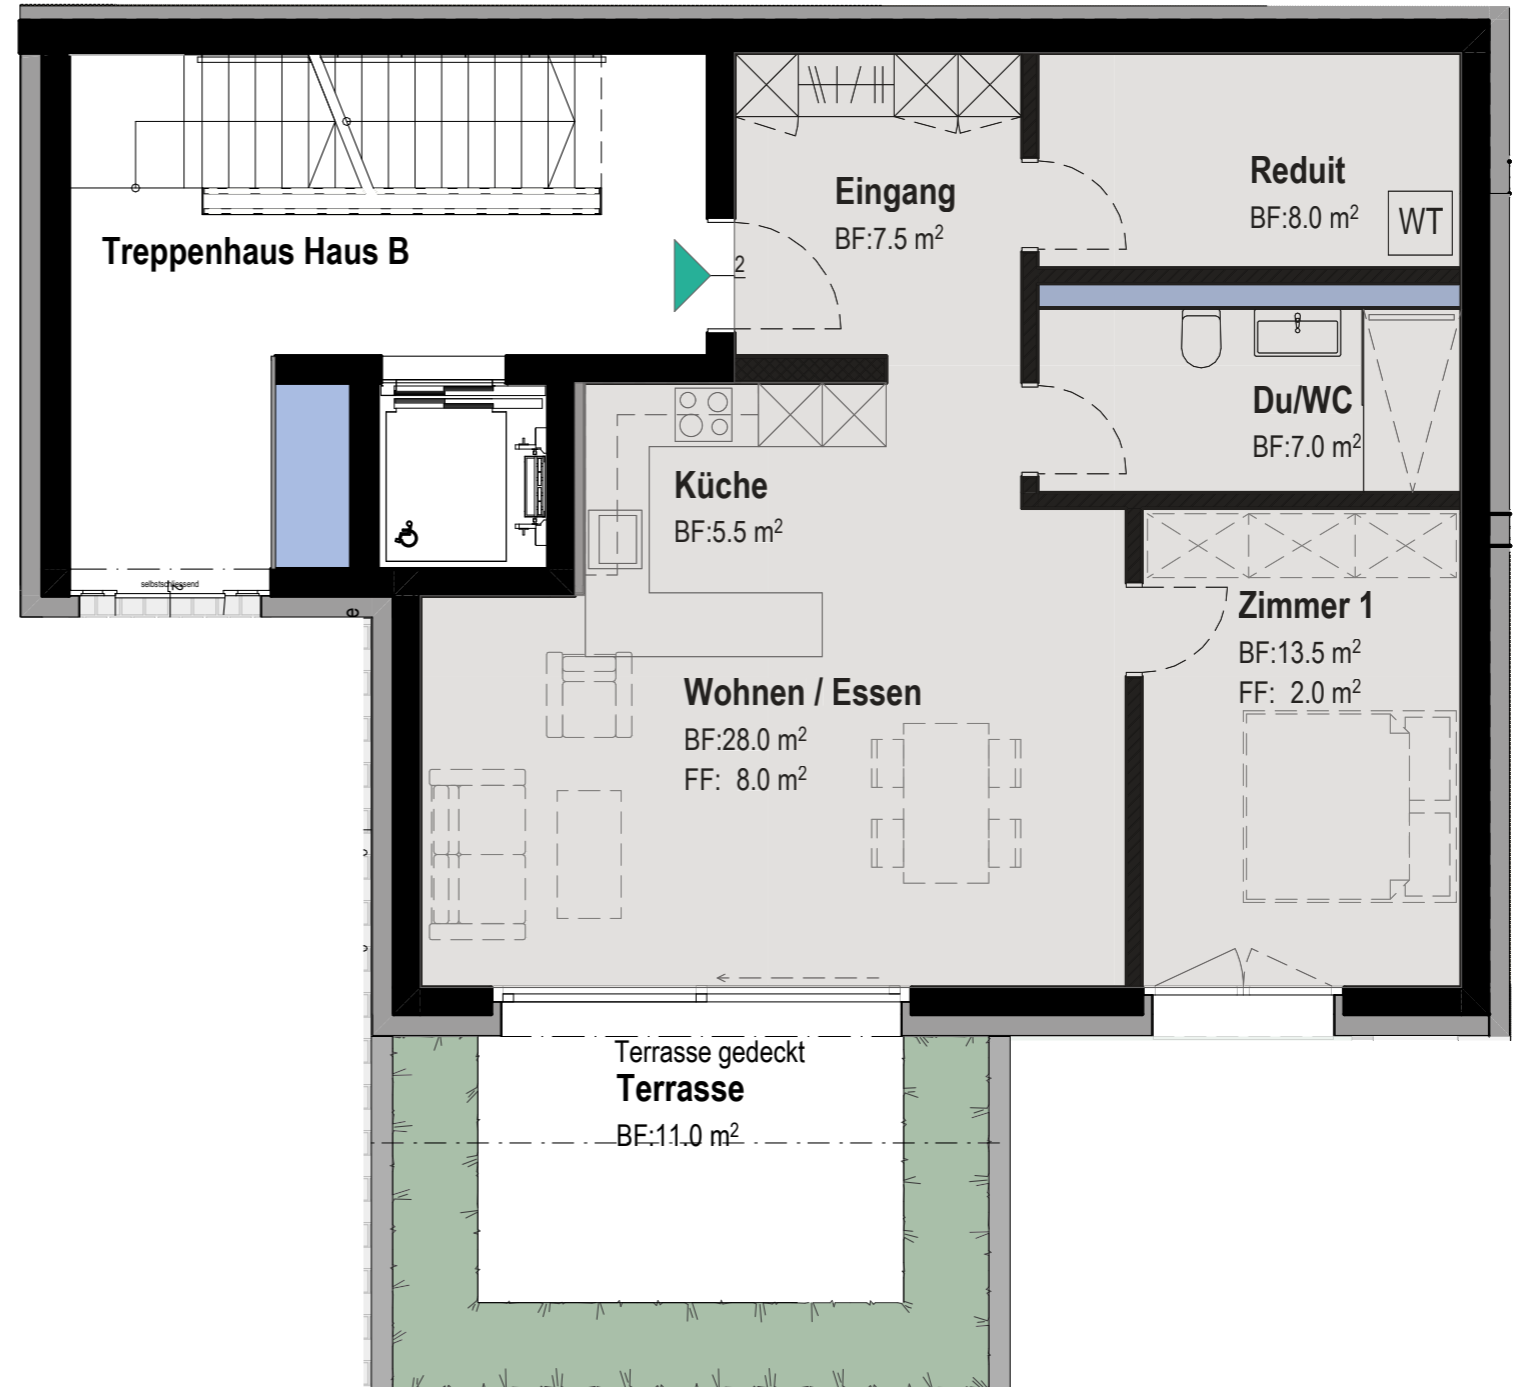 Reduit
BF:8.0 m²
WT
Eingang
BF:7.5 m²
Treppenhaus Haus B
2
Du/WC
BF:7.0 m²
Küche
BF:5.5 m²
selbstschliessend
Zimmer 1
BF:13.5 m²
FF: 2.0 m²
Wohnen / Essen
BF:28.0 m²
FF: 8.0 m²
Terrasse gedeckt
Terrasse
BF:11.0 m²